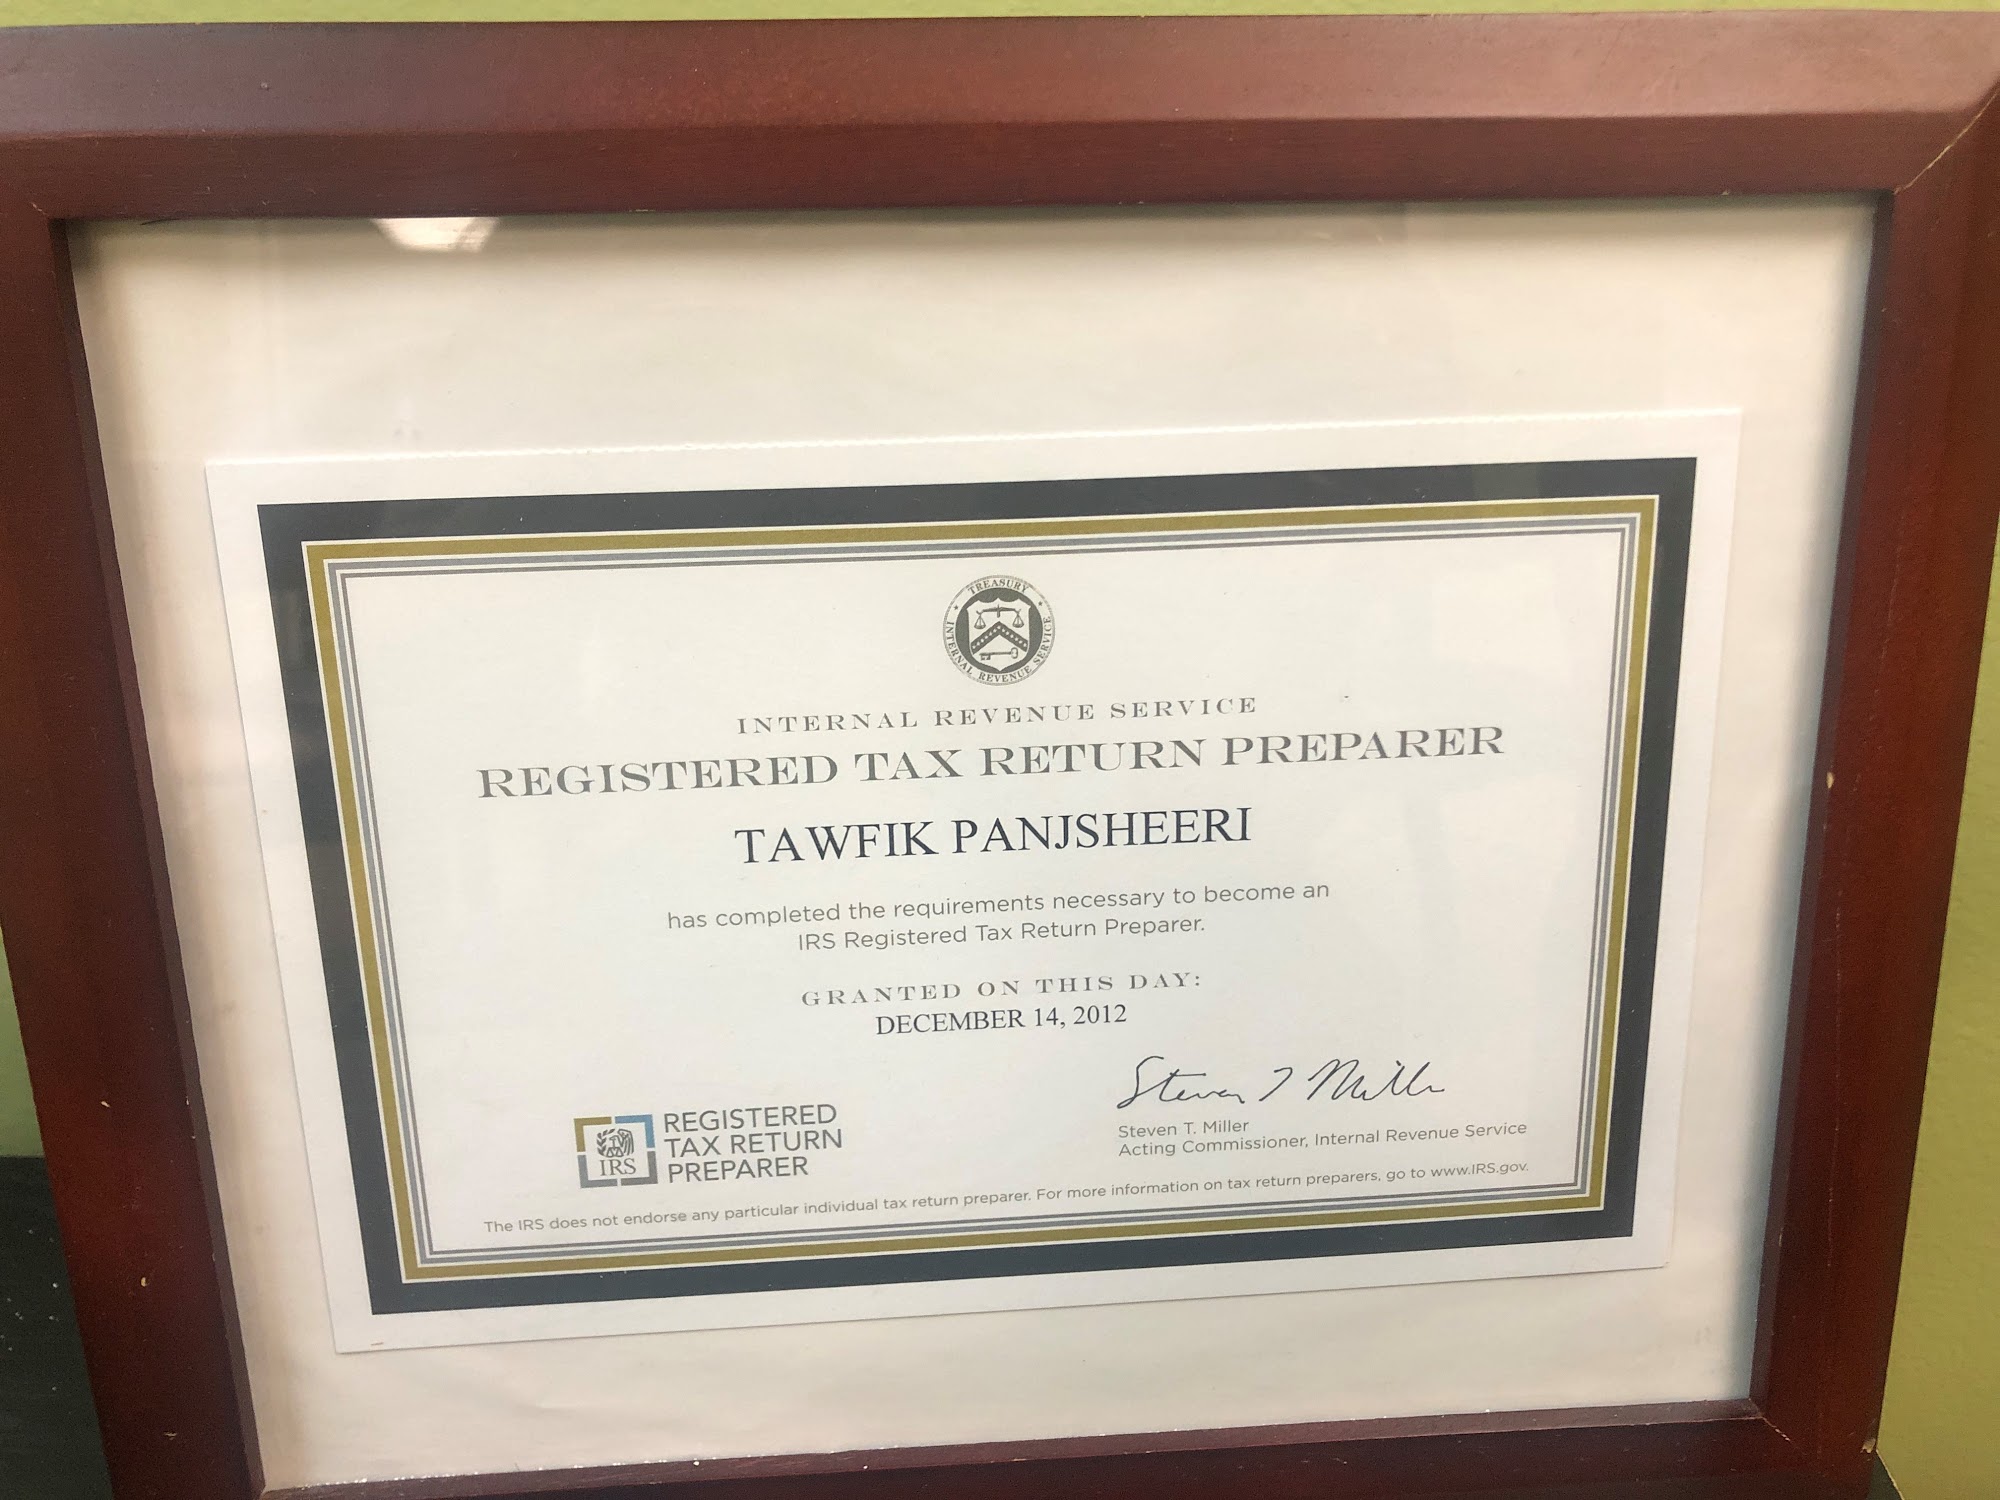 TREASURY
INTERNAL REVENUE SERVICE
INTERNAL REVENUE SERVICE
REGISTERED TAX RETURN PREPARER
TAWFIK PANJSHEERI
has completed the requirements necessary to become an
IRS Registered Tax Return Preparer.
GRANTED ON THIS DAY:
DECEMBER 14, 2012
Steven T Miller
Steven T. Miller
Acting Commissioner, Internal Revenue Service
IRS
REGISTERED
TAX RETURN
PREPARER
The IRS does not endorse any particular individual tax return preparer. For more information on tax return preparers, go to www.IRS.gov.